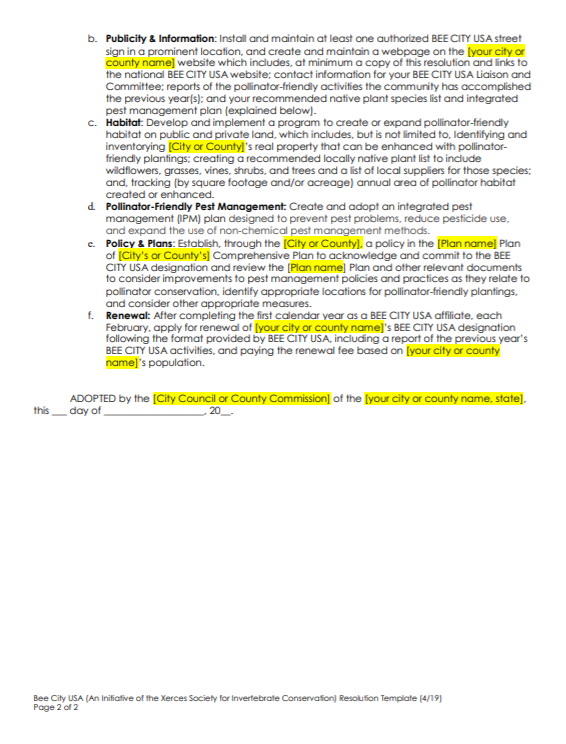 b. Publicity & Information: Install and maintain at least one authorized BEE CITY USA street
sign in a prominent location, and create and maintain a webpage on the [your city or
county name] website which includes, at minimum a copy of this resolution and links to
the national BEE CITY USA website; contact information for your BEE CITY USA Liaison and
Committee; reports of the pollinator-friendly activities the community has accomplished
the previous year(s); and your recommended native plant species list and integrated
pest management plan (explained below).
c. Habitat: Develop and implement a program to create or expand pollinator-friendly
habitat on public and private land, which includes, but is not limited to, Identifying and
inventorying [City or County]'s real property that can be enhanced with pollinator-
friendly plantings; creating a recommended locally native plant list to include
wildflowers, grasses, vines, shrubs, and trees and a list of local suppliers for those species;
and, tracking (by square footage and/or acreage) annual area of pollinator habitat
created or enhanced.
d. Pollinator-Friendly Pest Management: Create and adopt an integrated pest
management (IPM) plan designed to prevent pest problems, reduce pesticide use,
and expand the use of non-chemical pest management methods.
e. Policy & Plans: Establish, through the [City or County], a policy in the [Plan name] Plan
of [City's or County's] Comprehensive Plan to acknowledge and commit to the BEE
CITY USA designation and review the [Plan name] Plan and other relevant documents
to consider improvements to pest management policies and practices as they relate to
pollinator conservation, identify appropriate locations for pollinator-friendly plantings,
and consider other appropriate measures.
f. Renewal: After completing the first calendar year as a BEE CITY USA affiliate, each
February, apply for renewal of [your city or county name]'s BEE CITY USA designation
following the format provided by BEE CITY USA, including a report of the previous year's
BEE CITY USA activities, and paying the renewal fee based on [your city or county
name]'s population.
ADOPTED by the [City Council or County Commission] of the [your city or county name, state],
this ___ day of ____________________, 20__.
Bee City USA (An Initiative of the Xerces Society for Invertebrate Conservation) Resolution Template (4/19)
Page 2 of 2